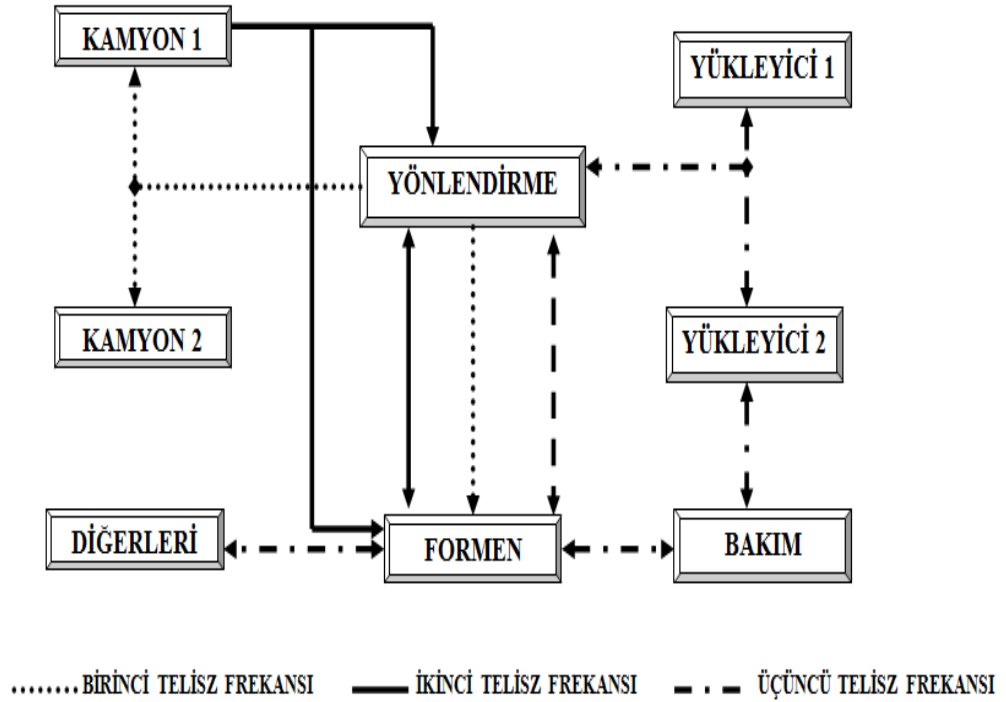 KAMYON 1
YÜKLEYİCİ 1
YÖNLENDİRME
KAMYON 2
YÜKLEYİCİ 2
DİĞERLERİ
FORMEN
BAKIM
BİRİNCİ TELİSZ FREKANSI
İKİNCİ TELİSZ FREKANSI
ÜÇÜNCÜ TELİSZ FREKANSI